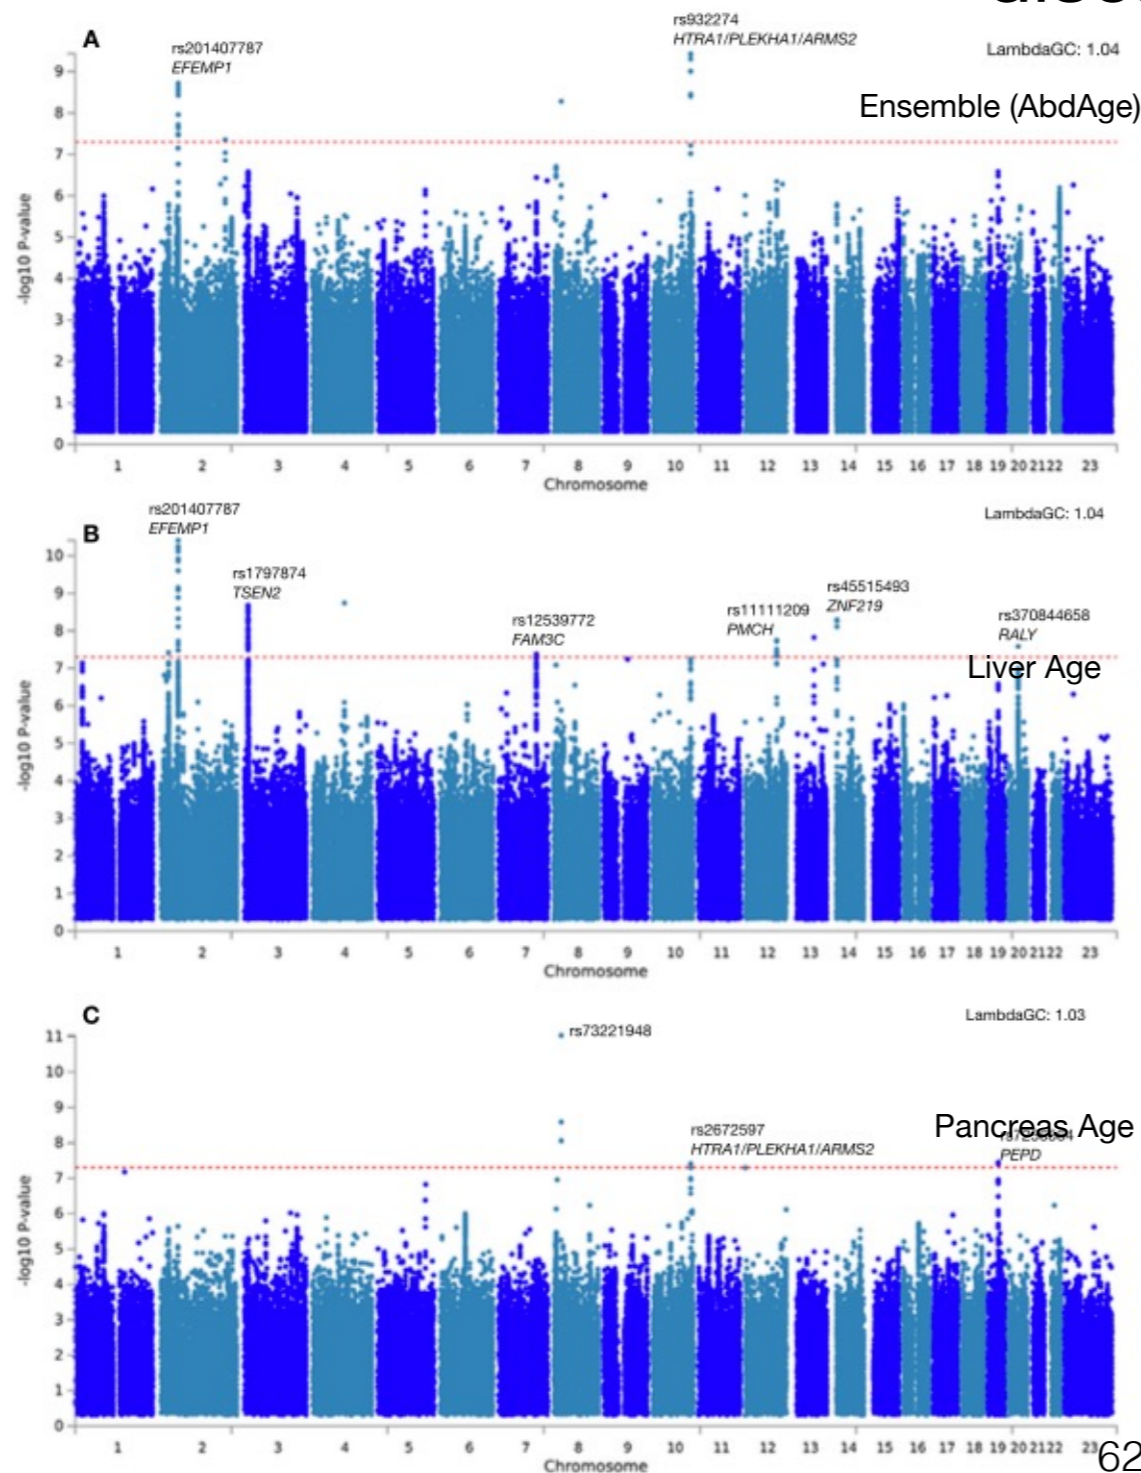 A
rs201407787
EFEMP1
rs932274
HTRA1/PLEKHA1/ARMS2
LambdaGC: 1.04
Ensemble (AbdAge)
-log10 P-value
9
8
7
6
5
4
3
2
1
0
1 2 3 4 5 6 7 8 9 10 11 12 13 14 15 16 17 18 19 20 21 22 23
Chromosome
B
rs201407787
EFEMP1
LambdaGC: 1.04
rs1797874
TSEN2
rs12539772
FAM3C
rs11111209
PMCH
rs45515493
ZNF219
rs370844658
RALY
Liver Age
-log10 P-value
10
9
8
7
6
5
4
3
2
1
0
1 2 3 4 5 6 7 8 9 10 11 12 13 14 15 16 17 18 19 20 21 22 23
Chromosome
C
LambdaGC: 1.03
rs73221948
rs2672597
HTRA1/PLEKHA1/ARMS2
Pancreas Age
PEPD
-log10 P-value
11
10
9
8
7
6
5
4
3
2
1
0
1 2 3 4 5 6 7 8 9 10 11 12 13 14 15 16 17 18 19 20 21 22 23
Chromosome
62